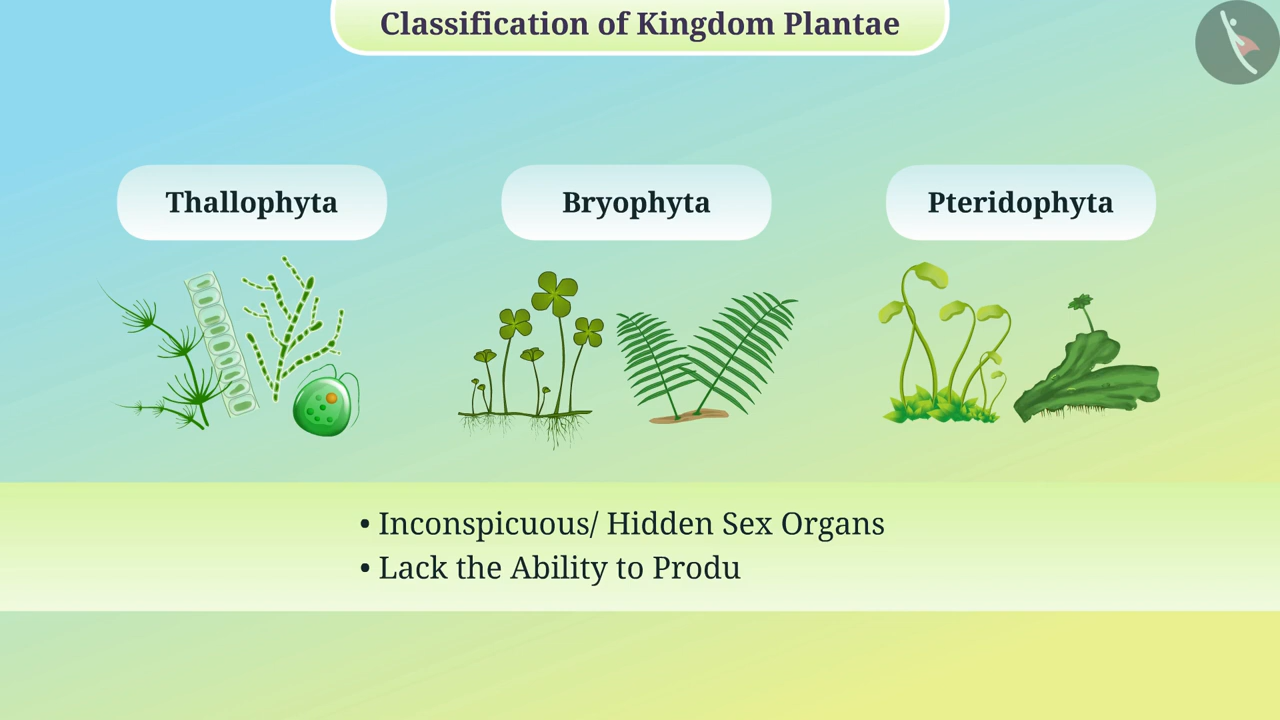 Classification of Kingdom Plantae
Thallophyta
Bryophyta
Pteridophyta
• Inconspicuous/ Hidden Sex Organs
• Lack the Ability to Produ